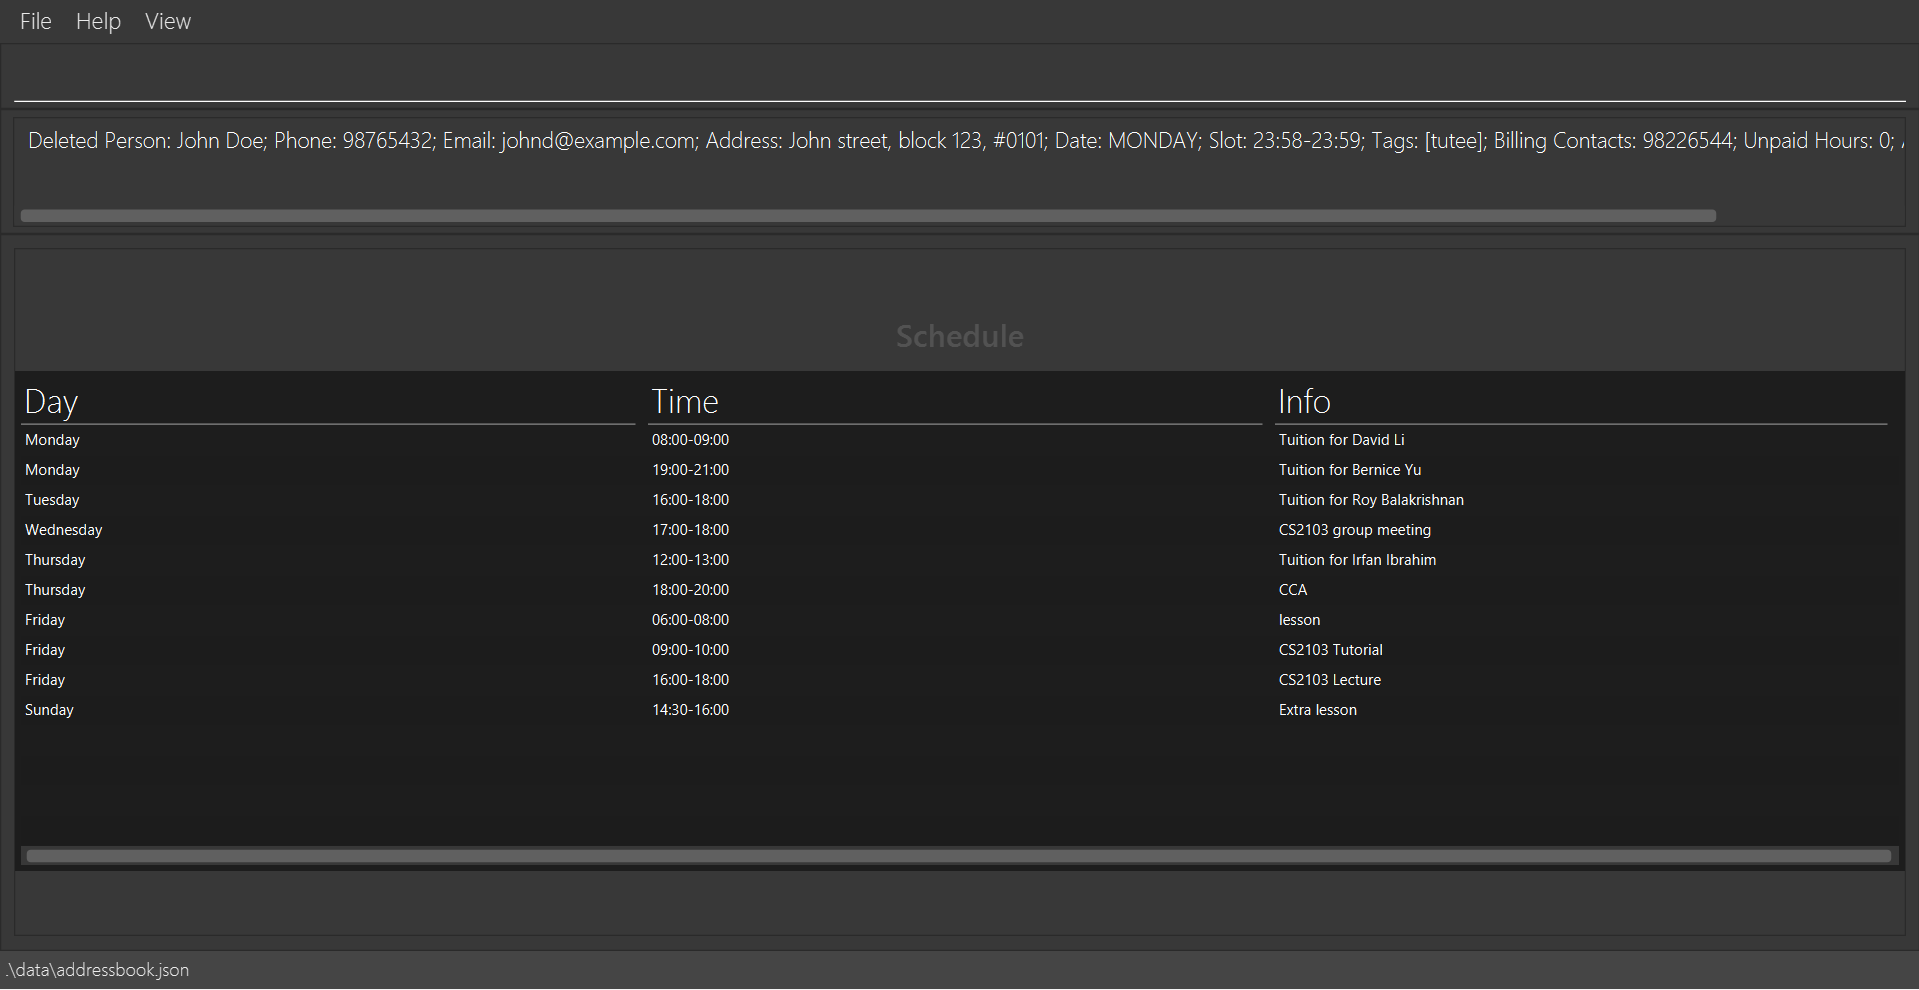 File Help View
Deleted Person: John Doe; Phone: 98765432; Email: johnd@example.com; Address: John street, block 123, #0101; Date: MONDAY; Slot: 23:58-23:59; Tags: [tutee]; Billing Contacts: 98226544; Unpaid Hours: 0;
Schedule
Day Time Info
Monday 08:00-09:00 Tuition for David Li
Monday 19:00-21:00 Tuition for Bernice Yu
Tuesday 16:00-18:00 Tuition for Roy Balakrishnan
Wednesday 17:00-18:00 CS2103 group meeting
Thursday 12:00-13:00 Tuition for Irfan Ibrahim
Thursday 18:00-20:00 CCA
Friday 06:00-08:00 lesson
Friday 09:00-10:00 CS2103 Tutorial
Friday 16:00-18:00 CS2103 Lecture
Sunday 14:30-16:00 Extra lesson
.\data\addressbook.json